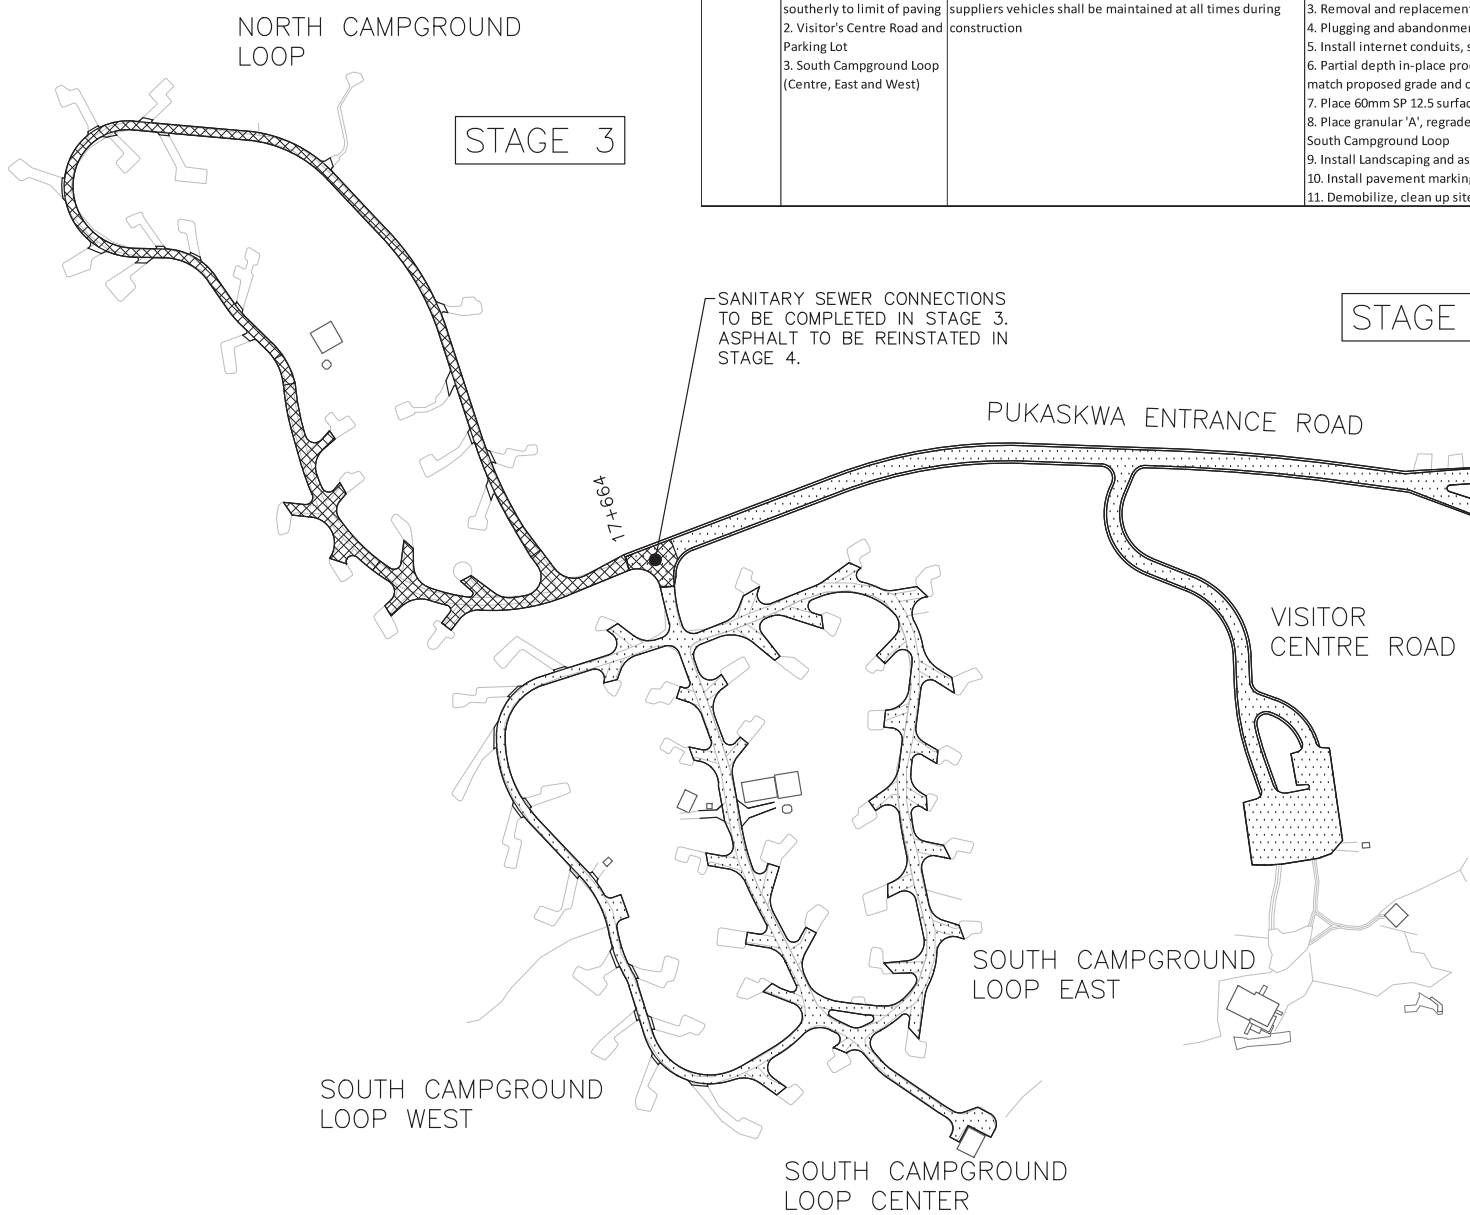 NORTH CAMPGROUND
LOOP
STAGE 3
southerly to limit of paving
2. Visitor's Centre Road and
Parking Lot
3. South Campground Loop
(Centre, East and West)
suppliers vehicles shall be maintained at all times during
construction
3. Removal and replacement
4. Plugging and
5. Install internet conduits,
6. Partial depth in-place
match proposed grade and
7. Place 60mm SP 12.5
8. Place granular 'A', regrade
South Campground Loop
9. Install Landscaping and
10. Install pavement
11. Demobilize, clean up site
SANITARY SEWER CONNECTIONS
TO BE COMPLETED IN STAGE 3.
ASPHALT TO BE REINSTATED IN
STAGE 4.
STAGE
PUKASKWA ENTRANCE ROAD
17+664
VISITOR
CENTRE ROAD
SOUTH CAMPGROUND
LOOP EAST
SOUTH CAMPGROUND
LOOP WEST
SOUTH CAMPGROUND
LOOP CENTER